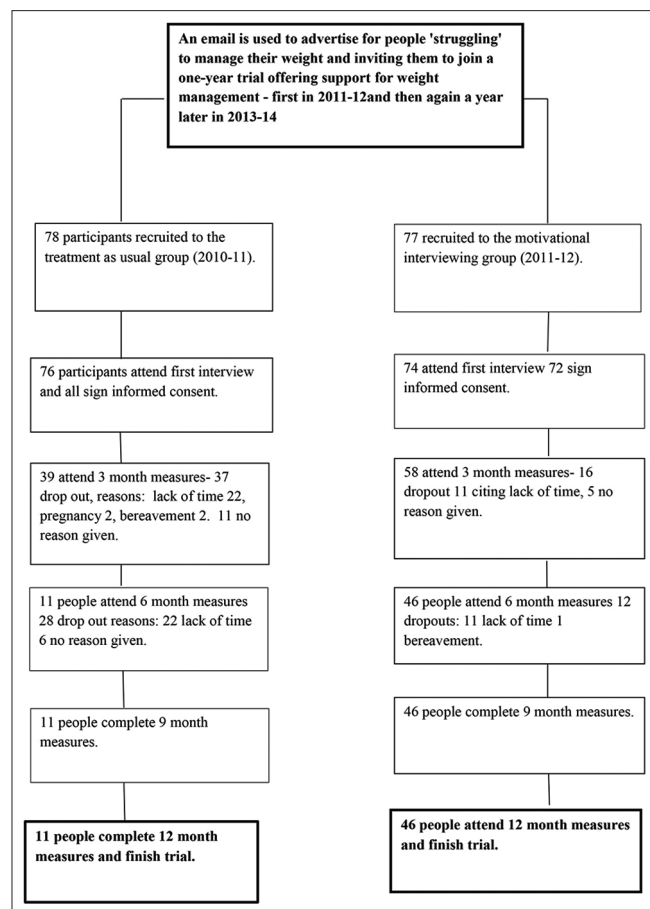 An email is used to advertise for people 'struggling'
to manage their weight and inviting them to join a
one-year trial offering support for weight
management - first in 2011-12and then again a year
later in 2013-14
78 participants recruited to the
treatment as usual group (2010-11).
77 recruited to the motivational
interviewing group (2011-12).
76 participants attend first interview
and all sign informed consent.
74 attend first interview 72 sign
informed consent.
39 attend 3 month measures- 37
drop out, reasons: lack of time 22,
pregnancy 2, bereavement 2. 11 no
reason given.
58 attend 3 month measures- 16
dropout 11 citing lack of time, 5 no
reason given.
11 people attend 6 month measures
28 drop out reasons: 22 lack of time
6 no reason given.
46 people attend 6 month measures 12
dropouts: 11 lack of time 1
bereavement.
11 people complete 9 month
measures.
46 people complete 9 month measures.
11 people complete 12 month
measures and finish trial.
46 people attend 12 month measures
and finish trial.